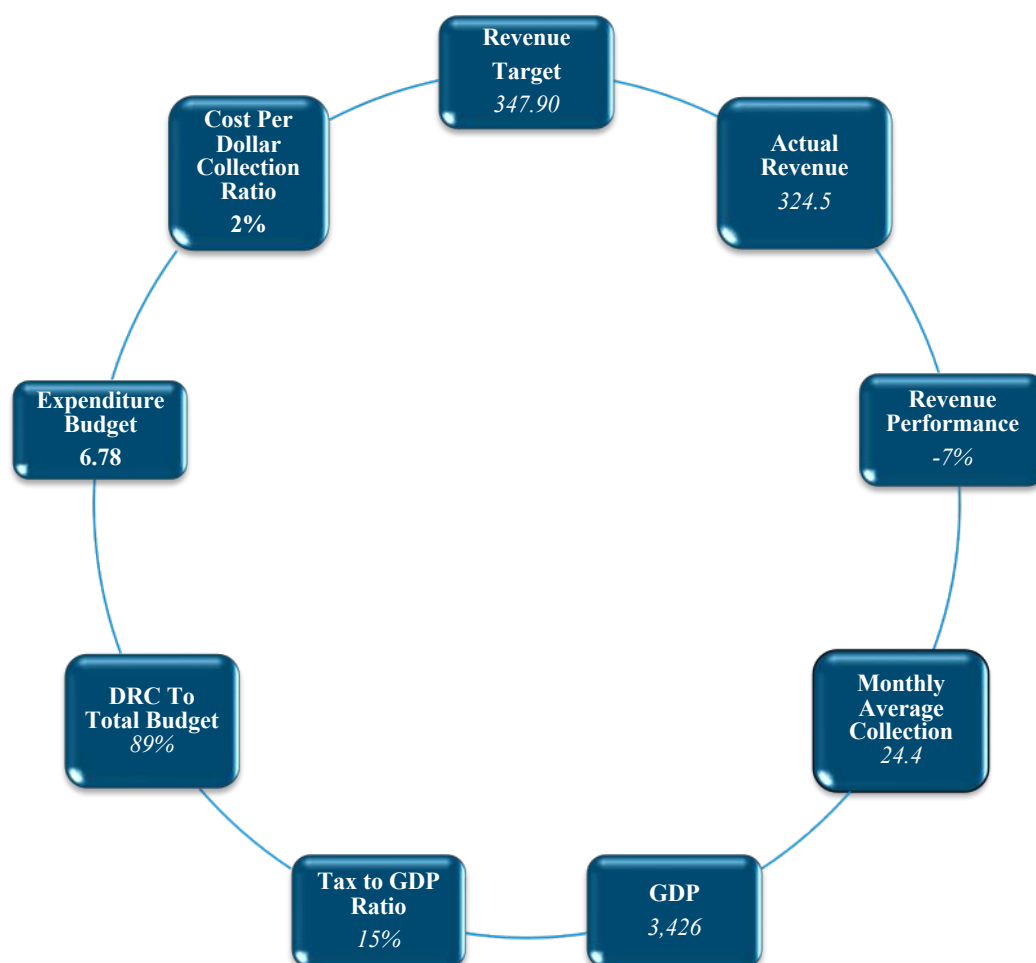 Revenue
Target
347.90
Actual
Revenue
324.5
Revenue
Performance
-7%
Monthly
Average
Collection
24.4
GDP
3,426
Tax to GDP
Ratio
15%
DRC To
Total Budget
89%
Expenditure
Budget
6.78
Cost Per
Dollar
Collection
Ratio
2%